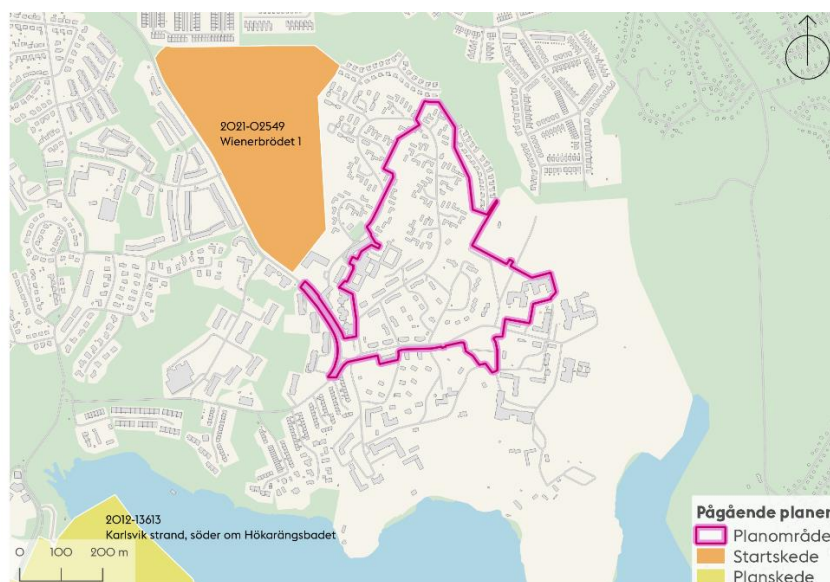 2021-02549
Wienerbrödet 1
2012-13613
Karlsvik strand, söder om Hökarängsbadet
0 100 200 m
Pågående planer
Planområde
Startskede
Planskede